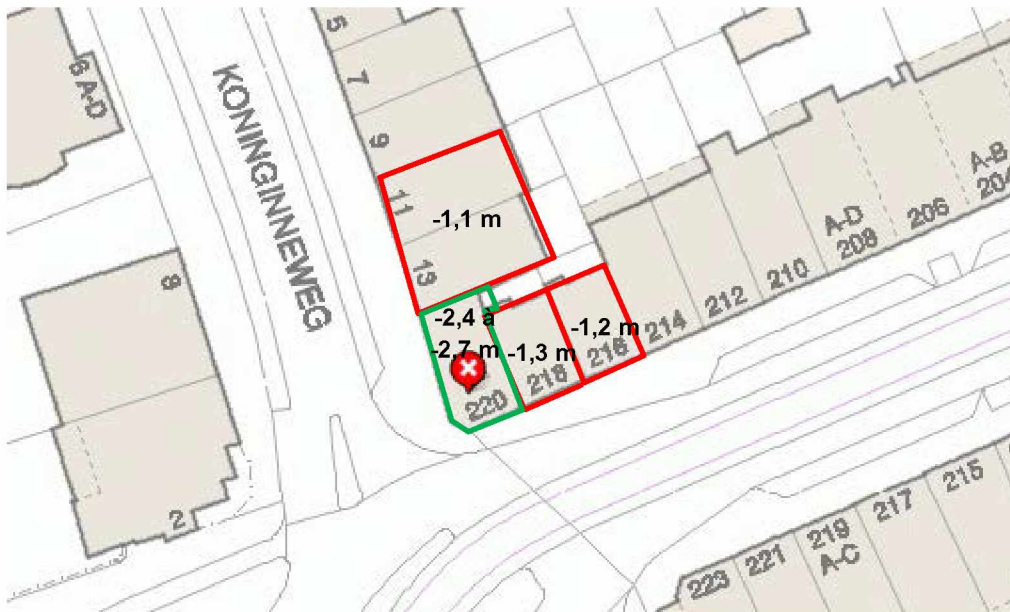 5
7
9
11
13
6 A-D
KONINGINNEWEG
8
2
-1,1 m
-2,4 à
-2,7 m
-1,3 m
-1,2 m
220
218
216
214
212
210
A-D
208
206
A-B
204
223
221
219
A-C
217
215